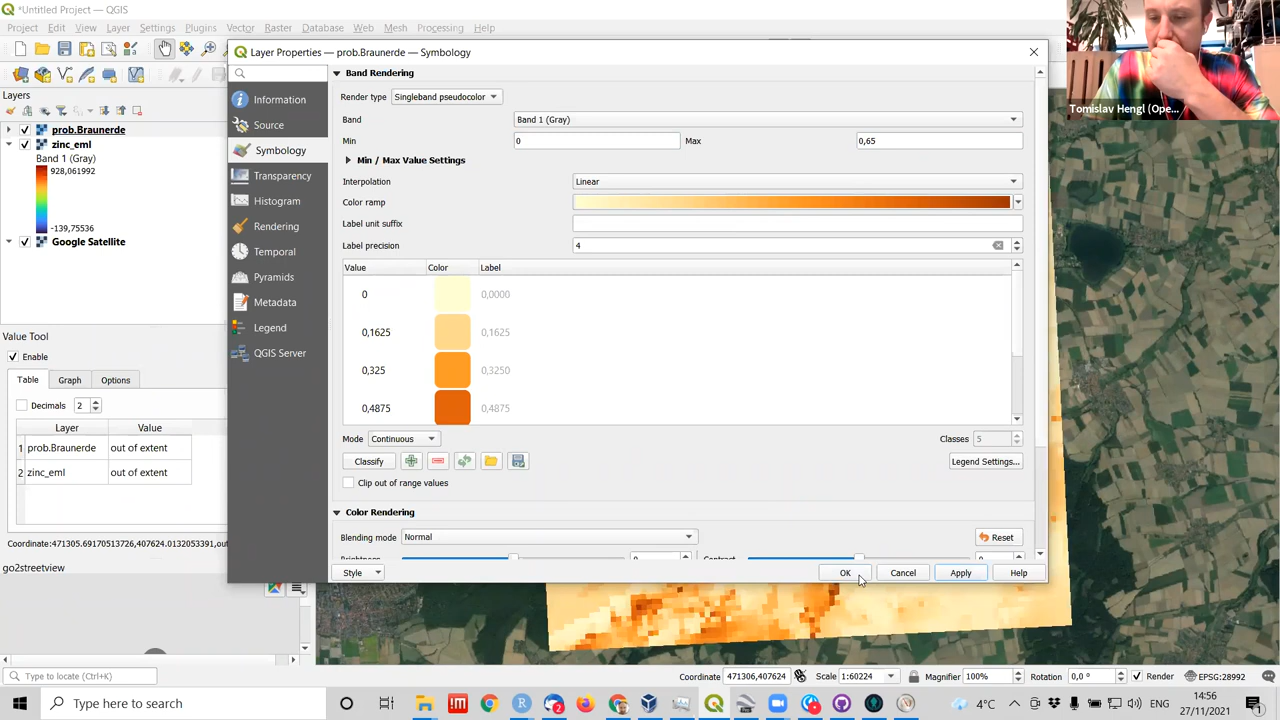 *Untitled Project — QGIS
Project Edit View Layer Settings Plugins Vector Raster Database Web Mesh Processing Help
Layers
prob.Braunerde
zinc_eml
Band 1 (Gray)
928,061992
-139,75536
Google Satellite
Value Tool
Enable
Table Graph Options
Decimals 2
Layer Value
1 prob.Braunerde out of extent
2 zinc_eml out of extent
Coordinate:471305.69170513726,407624.0132053391,ou
go2streetview
Layer Properties — prob.Braunerde — Symbology
Information
Source
Symbology
Transparency
Histogram
Rendering
Temporal
Pyramids
Metadata
Legend
QGIS Server
Band Rendering
Render type Singleband pseudocolor
Band Band 1 (Gray)
Min 0 Max 0,65
Min / Max Value Settings
Interpolation Linear
Color ramp
Label unit suffix
Label precision 4
Value Color Label
0 0,0000
0,1625 0,1625
0,325 0,3250
0,4875 0,4875
Mode Continuous Classes 5
Classify Legend Settings...
Clip out of range values
Color Rendering
Blending mode Normal Reset
Style OK Cancel Apply Help
Tomislav Hengl (Ope...
Type to locate (Ctrl+K) Coordinate 471306,407624 Scale 1:60224 Magnifier 100% Rotation 0,0 ° Render EPSG:28992
Type here to search 4°C 14:56
27/11/2021